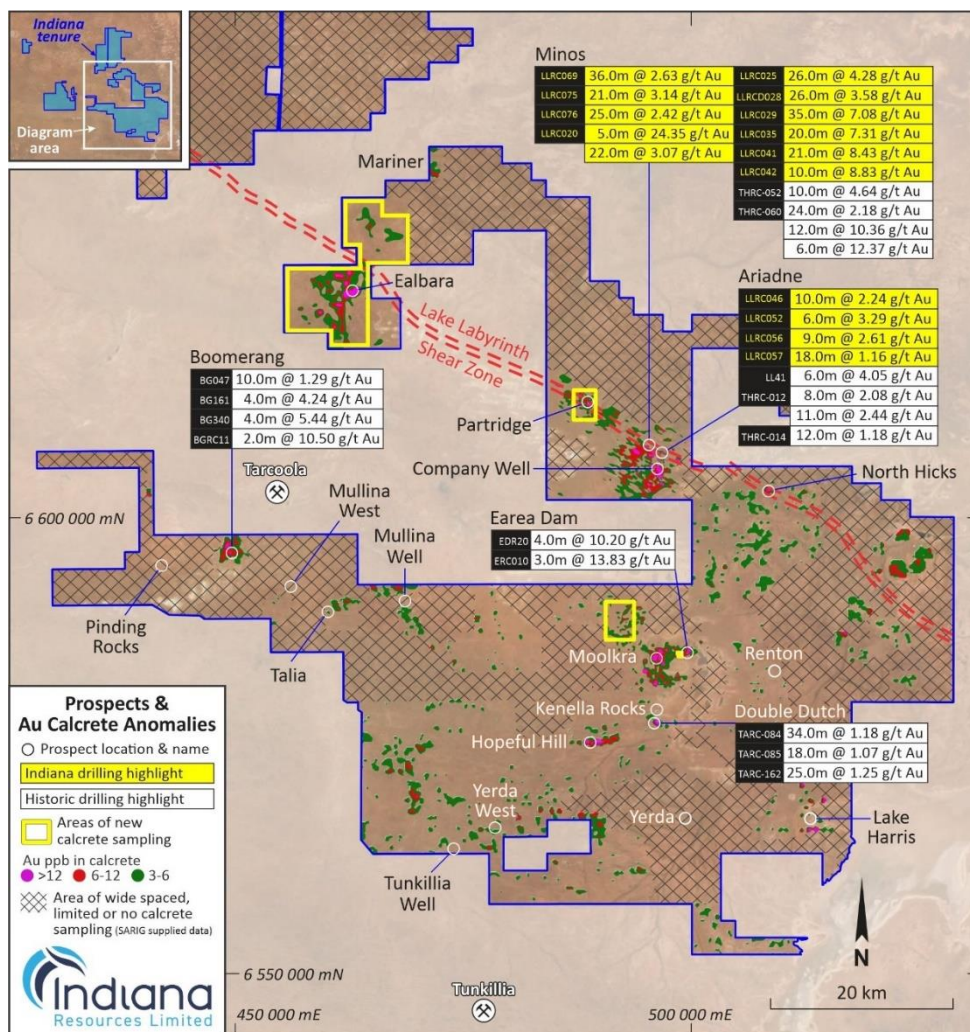 Indiana
tenure
Diagram
area
Minos
LLRC069 36.0m @ 2.63 g/t Au
LLRC075 21.0m @ 3.14 g/t Au
LLRC076 25.0m @ 2.42 g/t Au
LLRC020 5.0m @ 24.35 g/t Au
22.0m @ 3.07 g/t Au
LLRC025 26.0m @ 4.28 g/t Au
LLRCD028 26.0m @ 3.58 g/t Au
LLRC029 35.0m @ 7.08 g/t Au
LLRC035 20.0m @ 7.31 g/t Au
LLRC041 21.0m @ 8.43 g/t Au
LLRC042 10.0m @ 8.83 g/t Au
THRC-052 10.0m @ 4.64 g/t Au
THRC-060 24.0m @ 2.18 g/t Au
12.0m @ 10.36 g/t Au
6.0m @ 12.37 g/t Au
Mariner
Ealbara
Lake Labyrinth
Shear Zone
Ariadne
LLRC046 10.0m @ 2.24 g/t Au
LLRC052 6.0m @ 3.29 g/t Au
LLRC056 9.0m @ 2.61 g/t Au
LLRC057 18.0m @ 1.16 g/t Au
LL41 6.0m @ 4.05 g/t Au
THRC-012 8.0m @ 2.08 g/t Au
11.0m @ 2.44 g/t Au
THRC-014 12.0m @ 1.18 g/t Au
Boomerang
BG047 10.0m @ 1.29 g/t Au
BG161 4.0m @ 4.24 g/t Au
BG340 4.0m @ 5.44 g/t Au
BGRC11 2.0m @ 10.50 g/t Au
Partridge
Company Well
North Hicks
Tarcoola
Mullina
West
Mullina
Well
6 600 000 mN
Earea Dam
EDR20 4.0m @ 10.20 g/t Au
ERC010 3.0m @ 13.83 g/t Au
Pinding
Rocks
Talia
Moolkra
Renton
Kenella Rocks
Double Dutch
TARC-084 34.0m @ 1.18 g/t Au
TARC-085 18.0m @ 1.07 g/t Au
TARC-162 25.0m @ 1.25 g/t Au
Hopeful Hill
Yerda
West
Yerda
Lake
Harris
Tunkillia
Well
Prospects &
Au Calcrete Anomalies
Prospect location & name
Indiana drilling highlight
Historic drilling highlight
Areas of new
calcrete sampling
Au ppb in calcrete
>12 6-12 3-6
Area of wide spaced,
limited or no calcrete
sampling (SARIG supplied data)
Indiana
Resources Limited
6 550 000 mN
Tunkillia
450 000 mE
500 000 mE
N
20 km